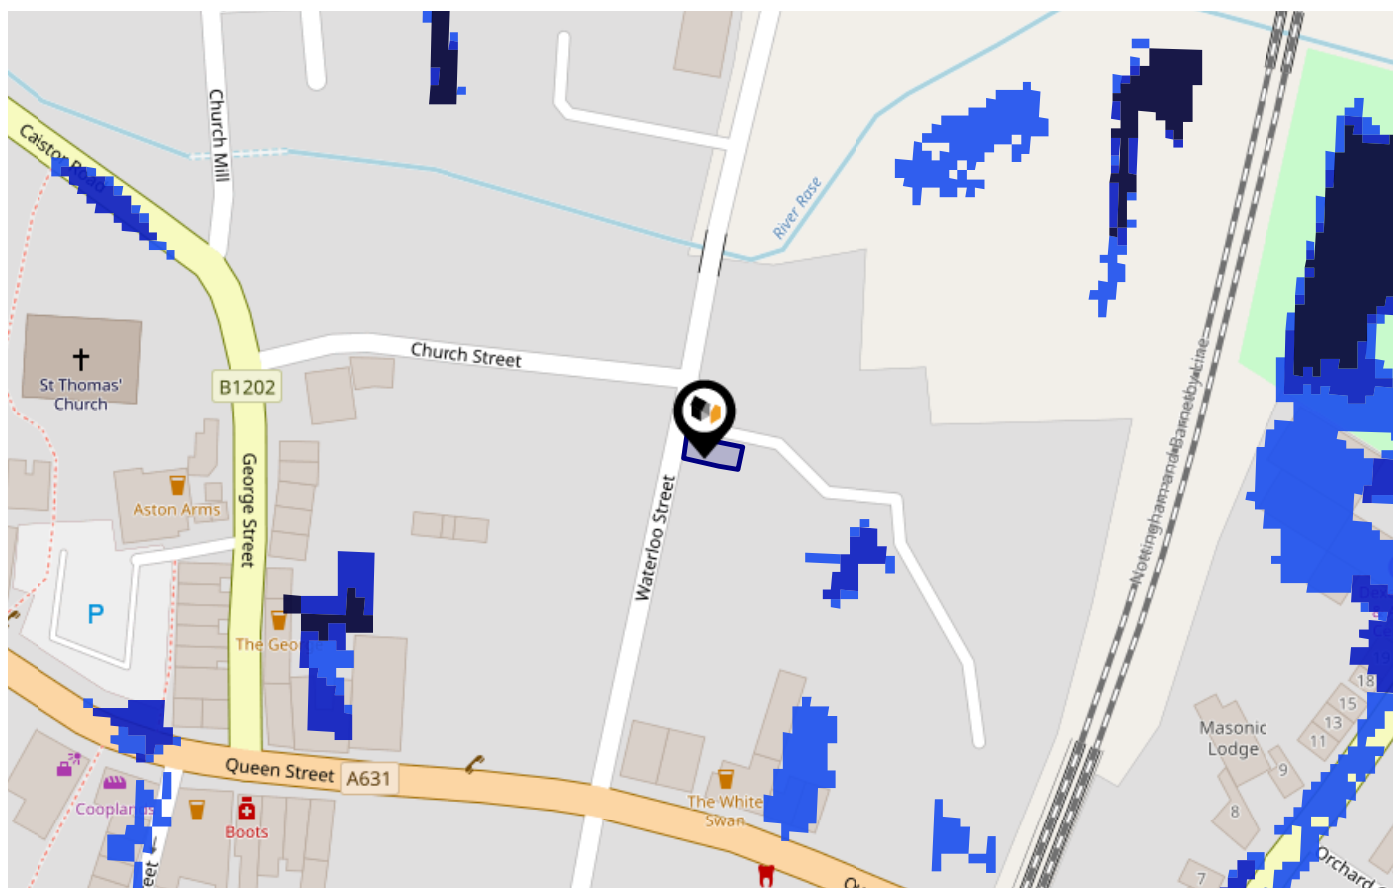 Caistor Road
Church Mill
River Rase
Church Street
St Thomas'
Church
B1202
Aston Arms
George Street
Waterloo Street
Nottingham and Barnetby Line
P
Queen Street
A631
Cooplands
Boots
The White
Swan
Masonic
Lodge
18
15
13
11
9
8
7
Orchard